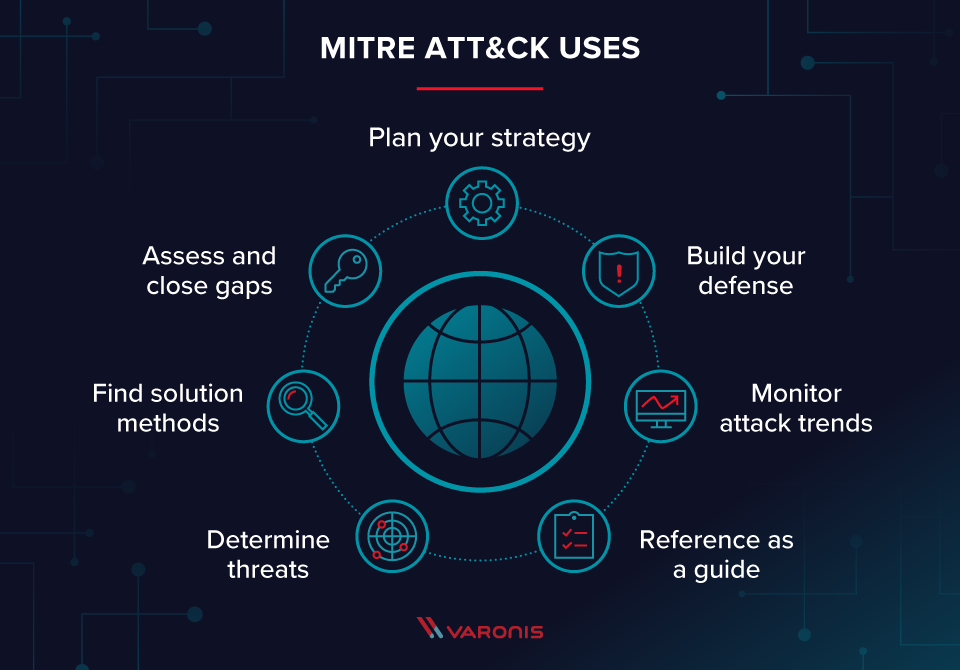 MITRE ATT&CK USES
Plan your strategy
Assess and
close gaps
Build your
defense
Find solution
methods
Monitor
attack trends
Determine
threats
Reference as
a guide
VARONIS